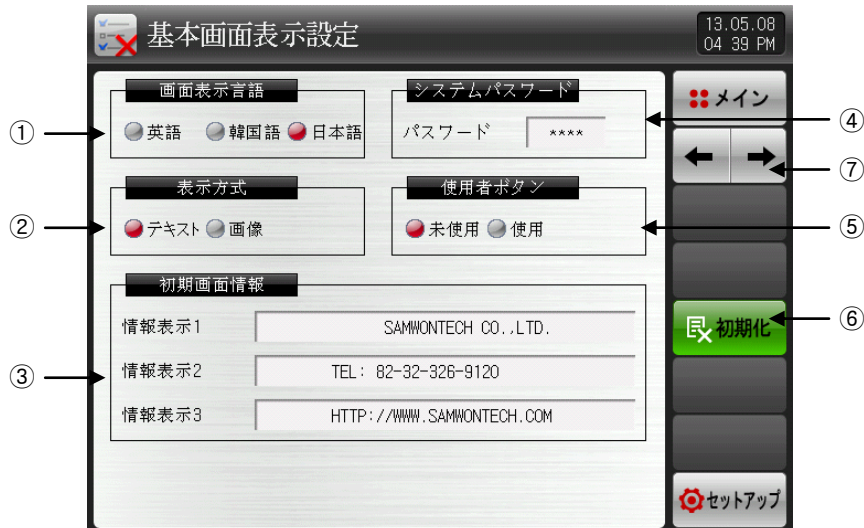 基本画面表示設定
13.05.08
04 39 PM
画面表示言語
英語 韓国語 日本語
システムパスワード
パスワード ****
メイン
表示方式
テキスト 画像
使用者ボタン
未使用 使用
初期画面情報
情報表示1 SAMWONTECH CO.,LTD.
情報表示2 TEL: 82-32-326-9120
情報表示3 HTTP://WWW.SAMWONTECH.COM
初期化
セットアップ
①
②
③
④
⑦
⑤
⑥